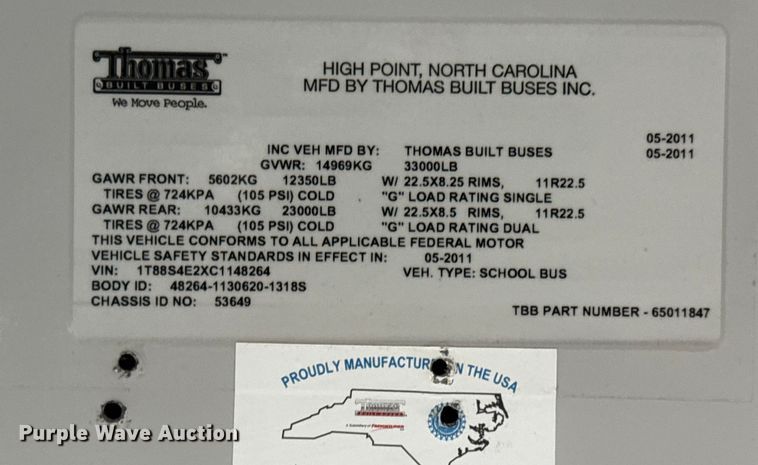 Thomas
BUILT BUSES
We Move People.
HIGH POINT, NORTH CAROLINA
MFD BY THOMAS BUILT BUSES INC.
05-2011
INC VEH MFD BY: THOMAS BUILT BUSES 05-2011
GVWR: 14969KG 33000LB
GAWR FRONT: 5602KG 12350LB W/ 22.5X8.25 RIMS, 11R22.5
TIRES @ 724KPA (105 PSI) COLD "G" LOAD RATING SINGLE
GAWR REAR: 10433KG 23000LB W/ 22.5X8.5 RIMS, 11R22.5
TIRES @ 724KPA (105 PSI) COLD "G" LOAD RATING DUAL
THIS VEHICLE CONFORMS TO ALL APPLICABLE FEDERAL MOTOR
VEHICLE SAFETY STANDARDS IN EFFECT IN: 05-2011
VIN: 1T88S4E2XC1148264 VEH. TYPE: SCHOOL BUS
BODY ID: 48264-1130620-1318S
CHASSIS ID NO: 53649
TBB PART NUMBER - 65011847
PROUDLY MANUFACTUR N THE USA
Purple Wave Auction